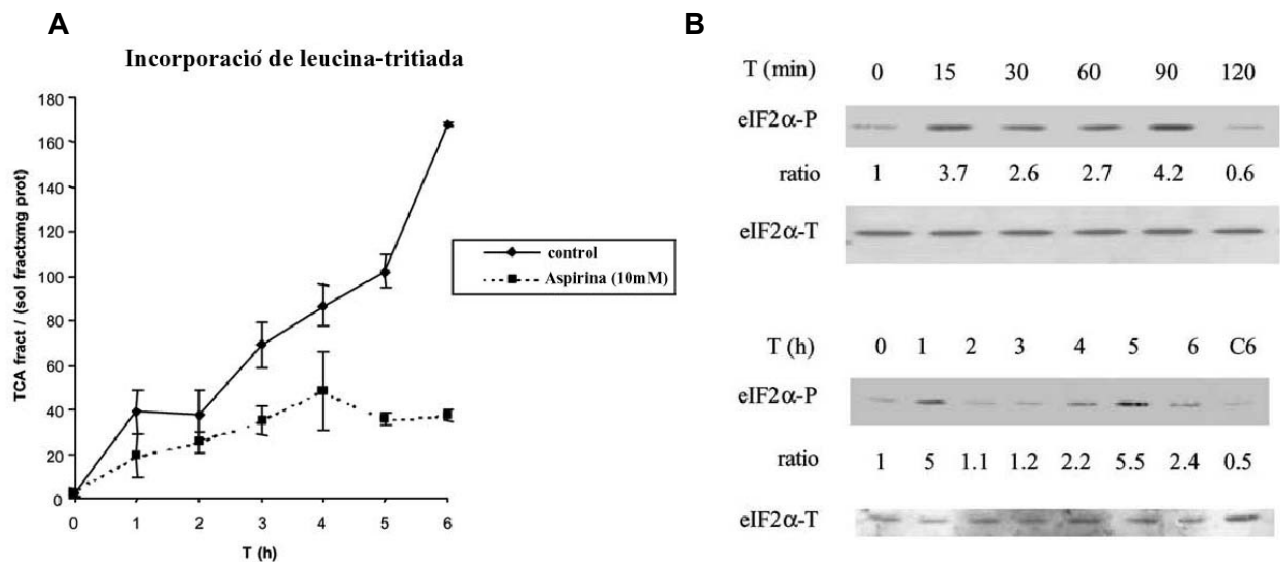 A
Incorporació de leucina-tritiada
TCA fract / (sol fractxmg prot)
180
160
140
120
100
80
60
40
20
0
0 1 2 3 4 5 6
T (h)
control
Aspirina (10mM)
B
T (min) 0 15 30 60 90 120
eIF2α-P
ratio 1 3.7 2.6 2.7 4.2 0.6
eIF2α-T
T (h) 0 1 2 3 4 5 6 C6
eIF2α-P
ratio 1 5 1.1 1.2 2.2 5.5 2.4 0.5
eIF2α-T